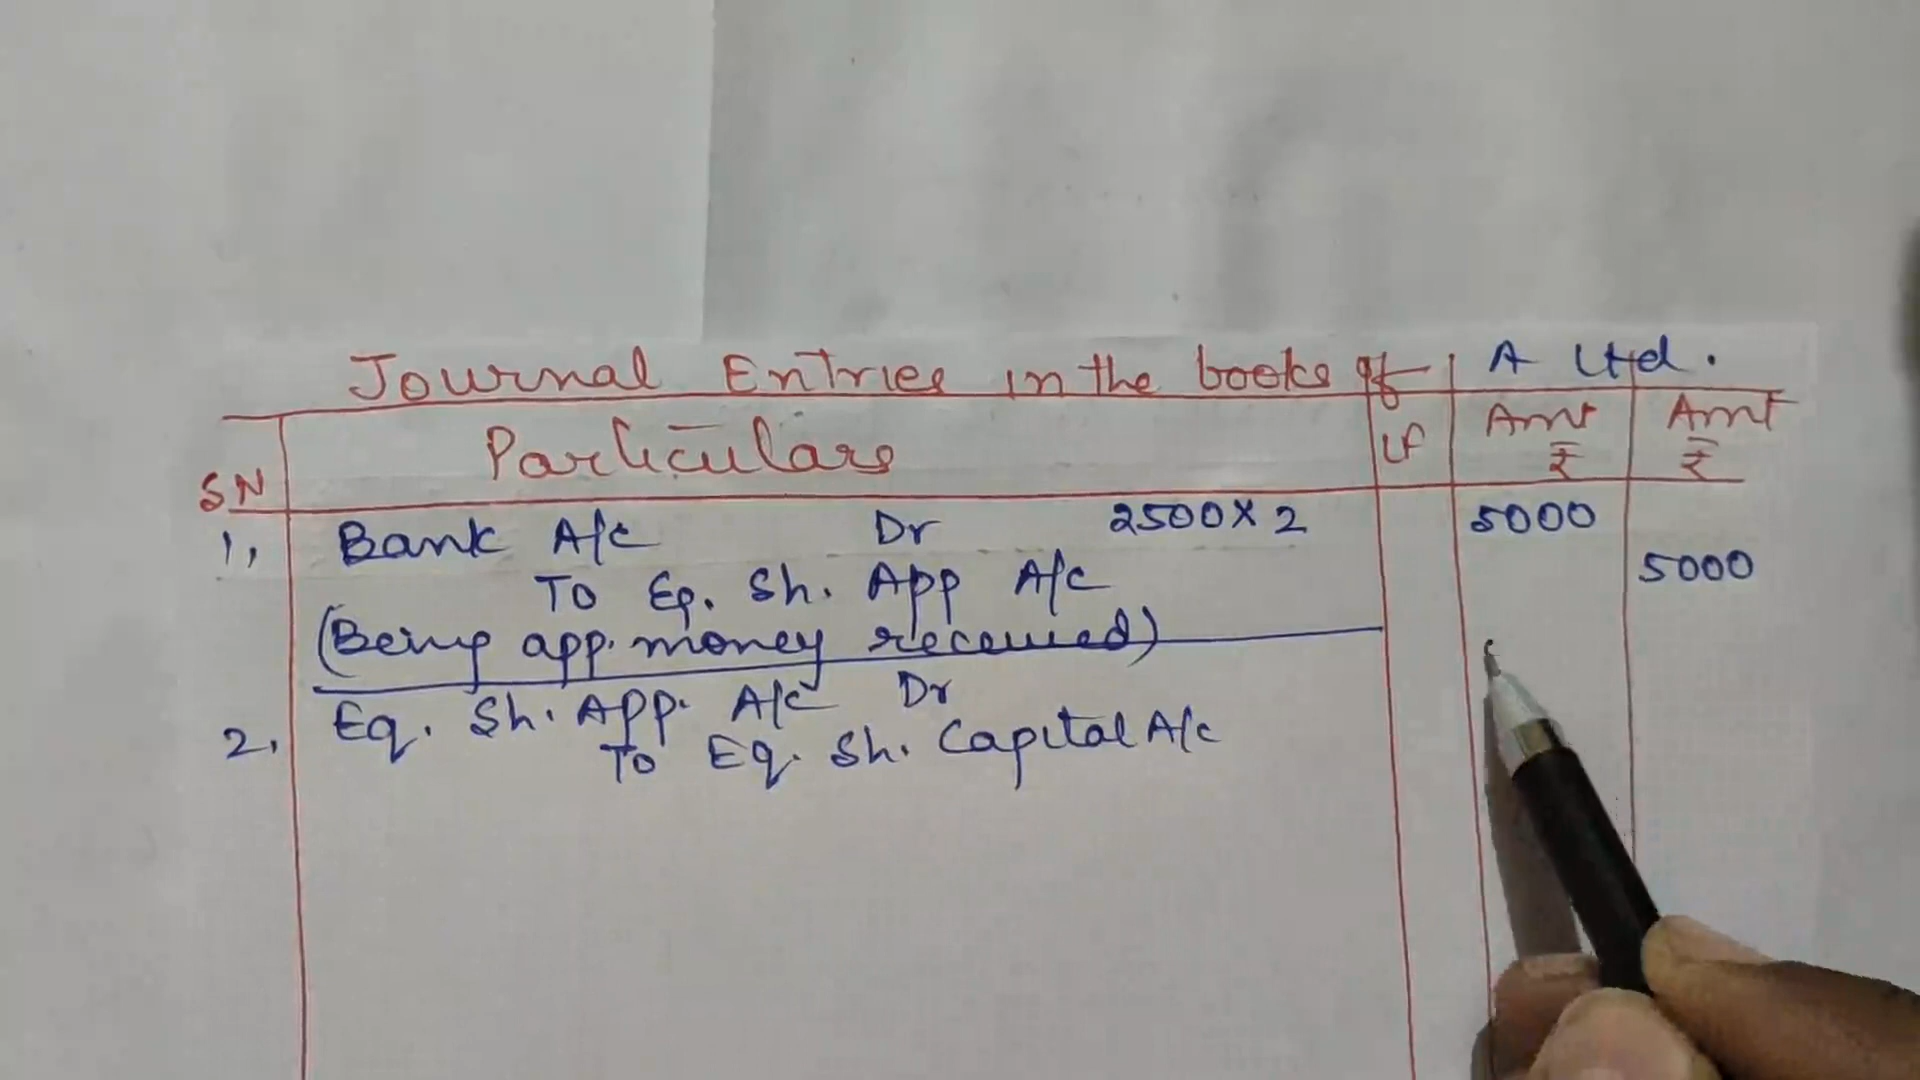 Journal Entries in the books of A Ltd.
SN Particulars LF Amt ₹ Amt ₹
1, Bank A/c Dr 2500 × 2 5000
To Eq. Sh. App A/c 5000
(Being app. money received)
2. Eq. Sh. App. A/c Dr
To Eq. Sh. Capital A/c